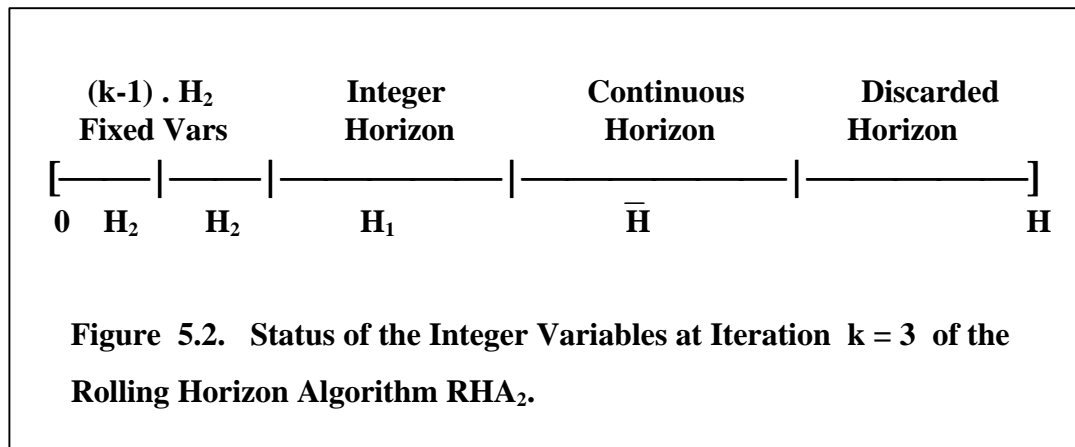 (k-1) . H₂ Integer Continuous Discarded
Fixed Vars Horizon Horizon Horizon
[———|———|———————|————————|———————]
0 H₂ H₂ H₁ H̅ H
Figure 5.2. Status of the Integer Variables at Iteration k = 3 of the
Rolling Horizon Algorithm RHA₂.